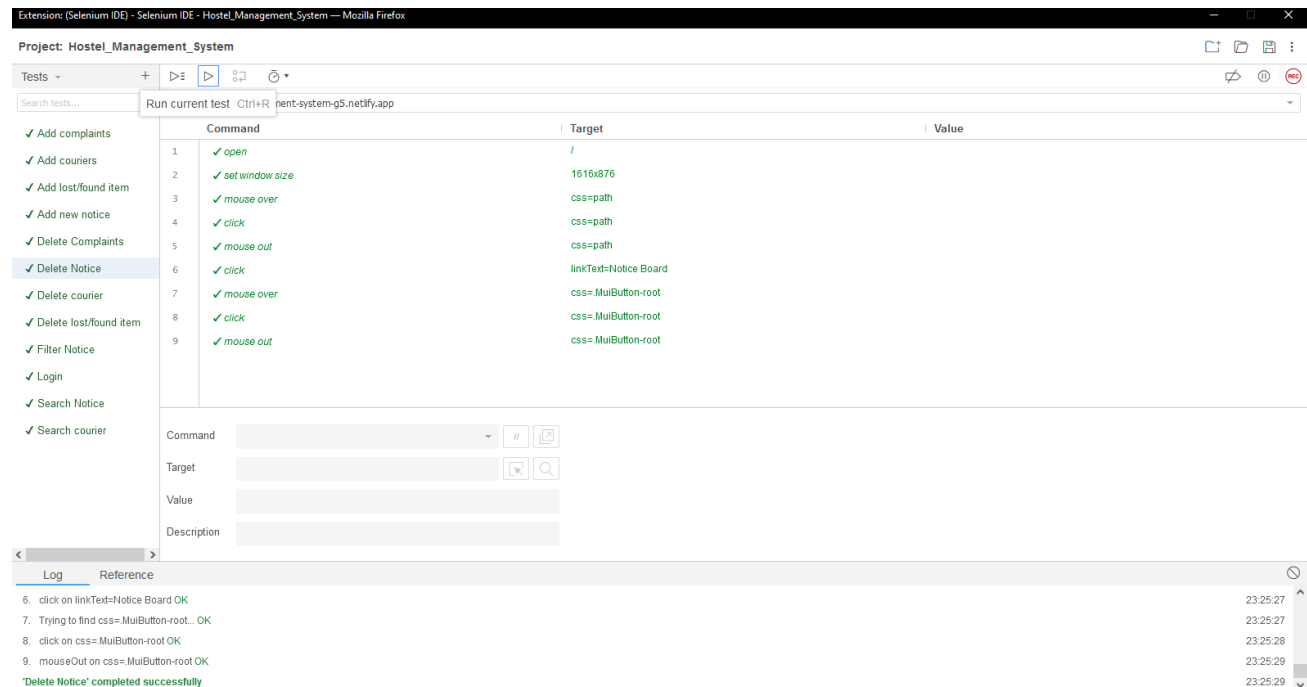 Extension: (Selenium IDE) - Selenium IDE - Hostel_Management_System — Mozilla Firefox
Project: Hostel_Management_System
Tests
REC
Search tests...
Run current test Ctrl+R
nent-system-g5.netlify.app
✓ Add complaints
✓ Add couriers
✓ Add lost/found item
✓ Add new notice
✓ Delete Complaints
✓ Delete Notice
✓ Delete courier
✓ Delete lost/found item
✓ Filter Notice
✓ Login
✓ Search Notice
✓ Search courier
Command Target Value
1 ✓ open /
2 ✓ set window size 1616x876
3 ✓ mouse over css=path
4 ✓ click css=path
5 ✓ mouse out css=path
6 ✓ click linkText=Notice Board
7 ✓ mouse over css=.MuiButton-root
8 ✓ click css=.MuiButton-root
9 ✓ mouse out css=.MuiButton-root
Command //
Target
Value
Description
Log Reference
6. click on linkText=Notice Board OK 23:25:27
7. Trying to find css=.MuiButton-root... OK 23:25:27
8. click on css=.MuiButton-root OK 23:25:28
9. mouseOut on css=.MuiButton-root OK 23:25:29
'Delete Notice' completed successfully 23:25:29